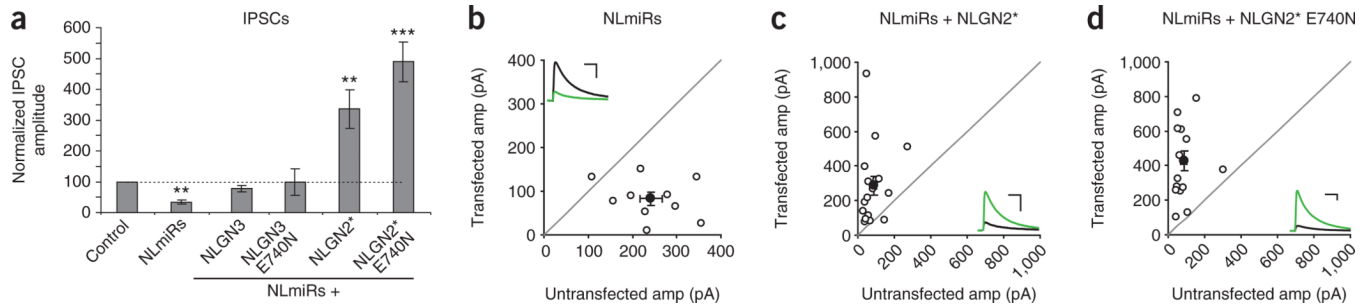 a
IPSCs
Normalized IPSC
amplitude
600
500
400
300
200
100
0
**
**
***
Control
NLmiRs
NLGN3
NLGN3
E740N
NLGN2*
NLGN2*
E740N
NLmiRs +
b
NLmiRs
Transfected amp (pA)
400
300
200
100
0
0
100
200
300
400
Untransfected amp (pA)
c
NLmiRs + NLGN2*
Transfected amp (pA)
1,000
800
600
400
200
0
0
200
400
600
800
1,000
Untransfected amp (pA)
d
NLmiRs + NLGN2* E740N
Transfected amp (pA)
1,000
800
600
400
200
0
0
200
400
600
800
1,000
Untransfected amp (pA)